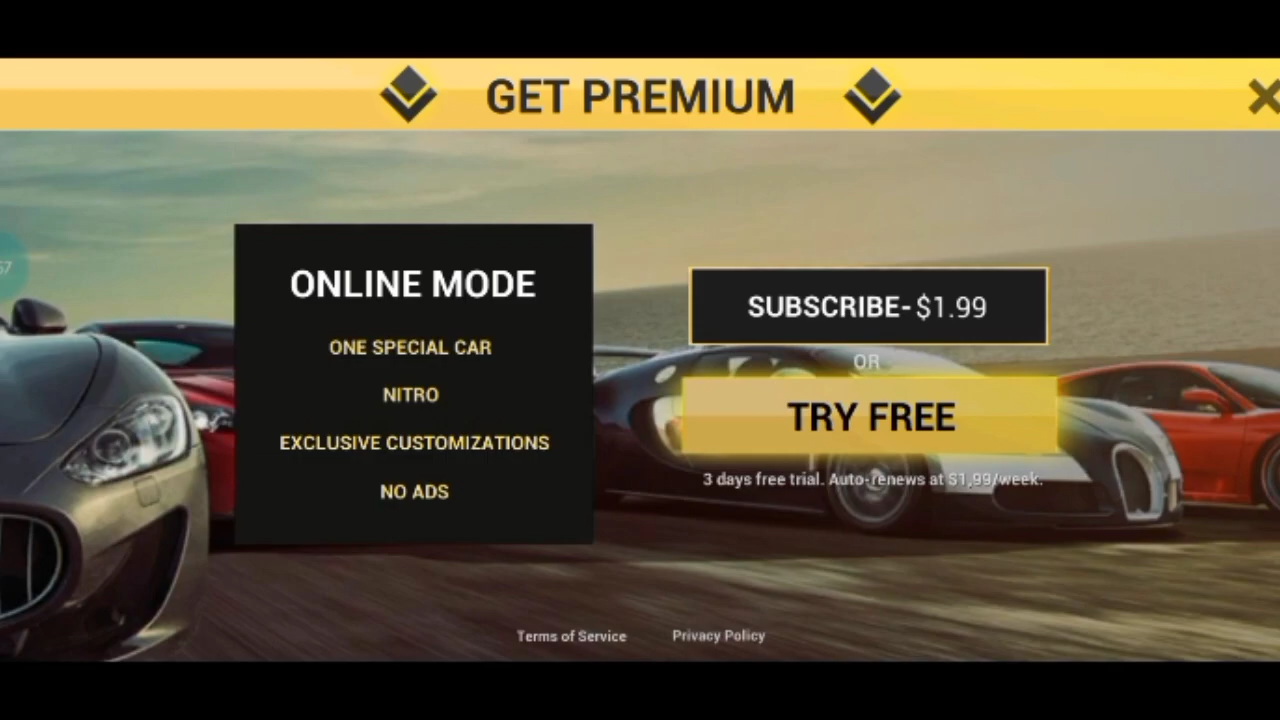 GET PREMIUM
ONLINE MODE
ONE SPECIAL CAR
NITRO
EXCLUSIVE CUSTOMIZATIONS
NO ADS
SUBSCRIBE- $1.99
OR
TRY FREE
3 days free trial. Auto-renews at $1,99/week.
Terms of Service
Privacy Policy